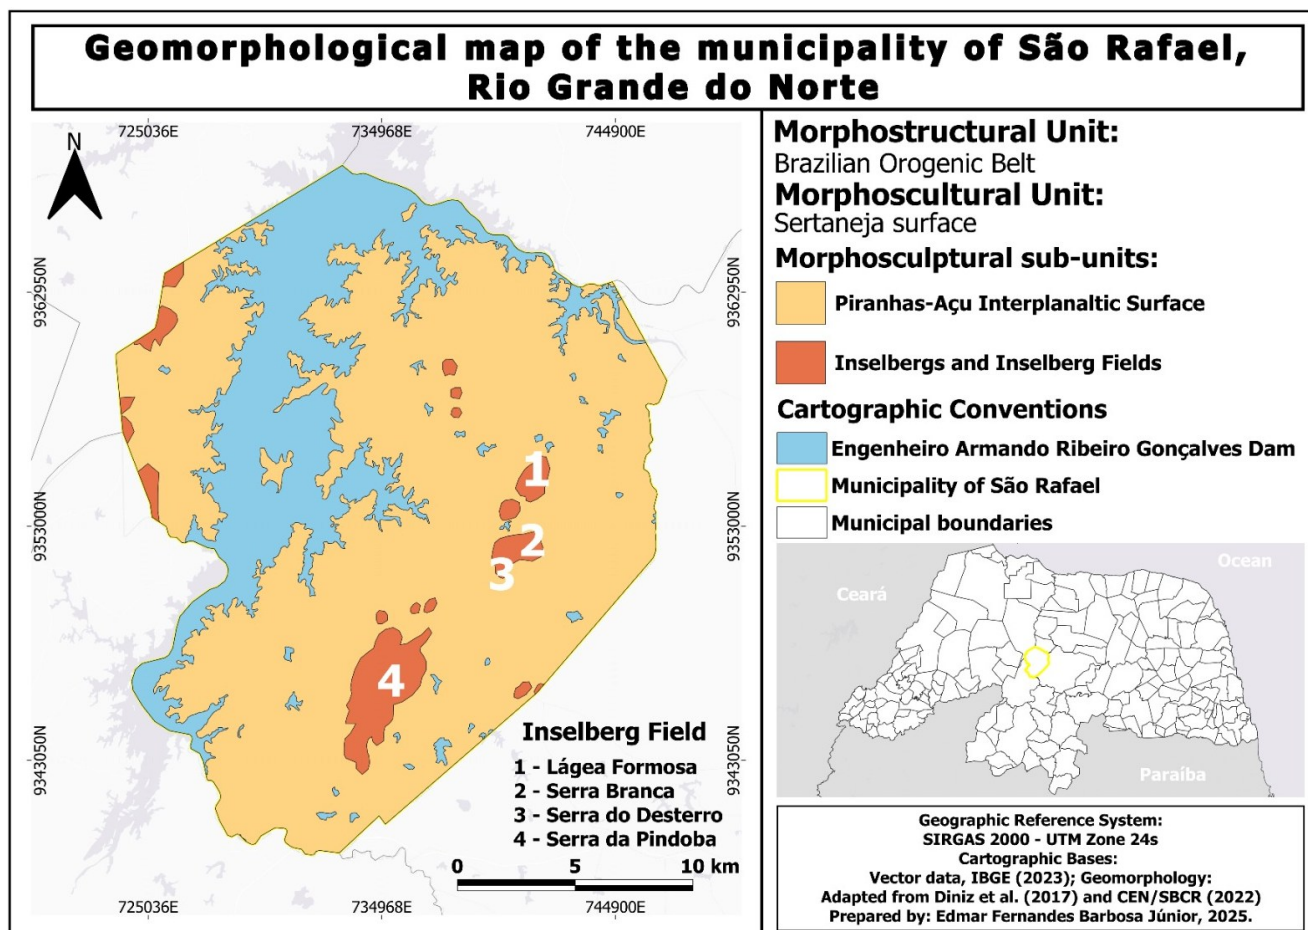 Geomorphological map of the municipality of São Rafael,
Rio Grande do Norte
725036E
734968E
744900E
N
9362950N
9362950N
9353000N
9353000N
9343050N
9343050N
1
2
3
4
Inselberg Field
1 - Lágea Formosa
2 - Serra Branca
3 - Serra do Desterro
4 - Serra da Pindoba
0 5 10 km
725036E
734968E
744900E
Morphostructural Unit:
Brazilian Orogenic Belt
Morphoscultural Unit:
Sertaneja surface
Morphosculptural sub-units:
Piranhas-Açu Interplanaltic Surface
Inselbergs and Inselberg Fields
Cartographic Conventions
Engenheiro Armando Ribeiro Gonçalves Dam
Municipality of São Rafael
Municipal boundaries
Ocean
Ceará
Paraíba
Geographic Reference System:
SIRGAS 2000 - UTM Zone 24s
Cartographic Bases:
Vector data, IBGE (2023); Geomorphology:
Adapted from Diniz et al. (2017) and CEN/SBCR (2022)
Prepared by: Edmar Fernandes Barbosa Júnior, 2025.